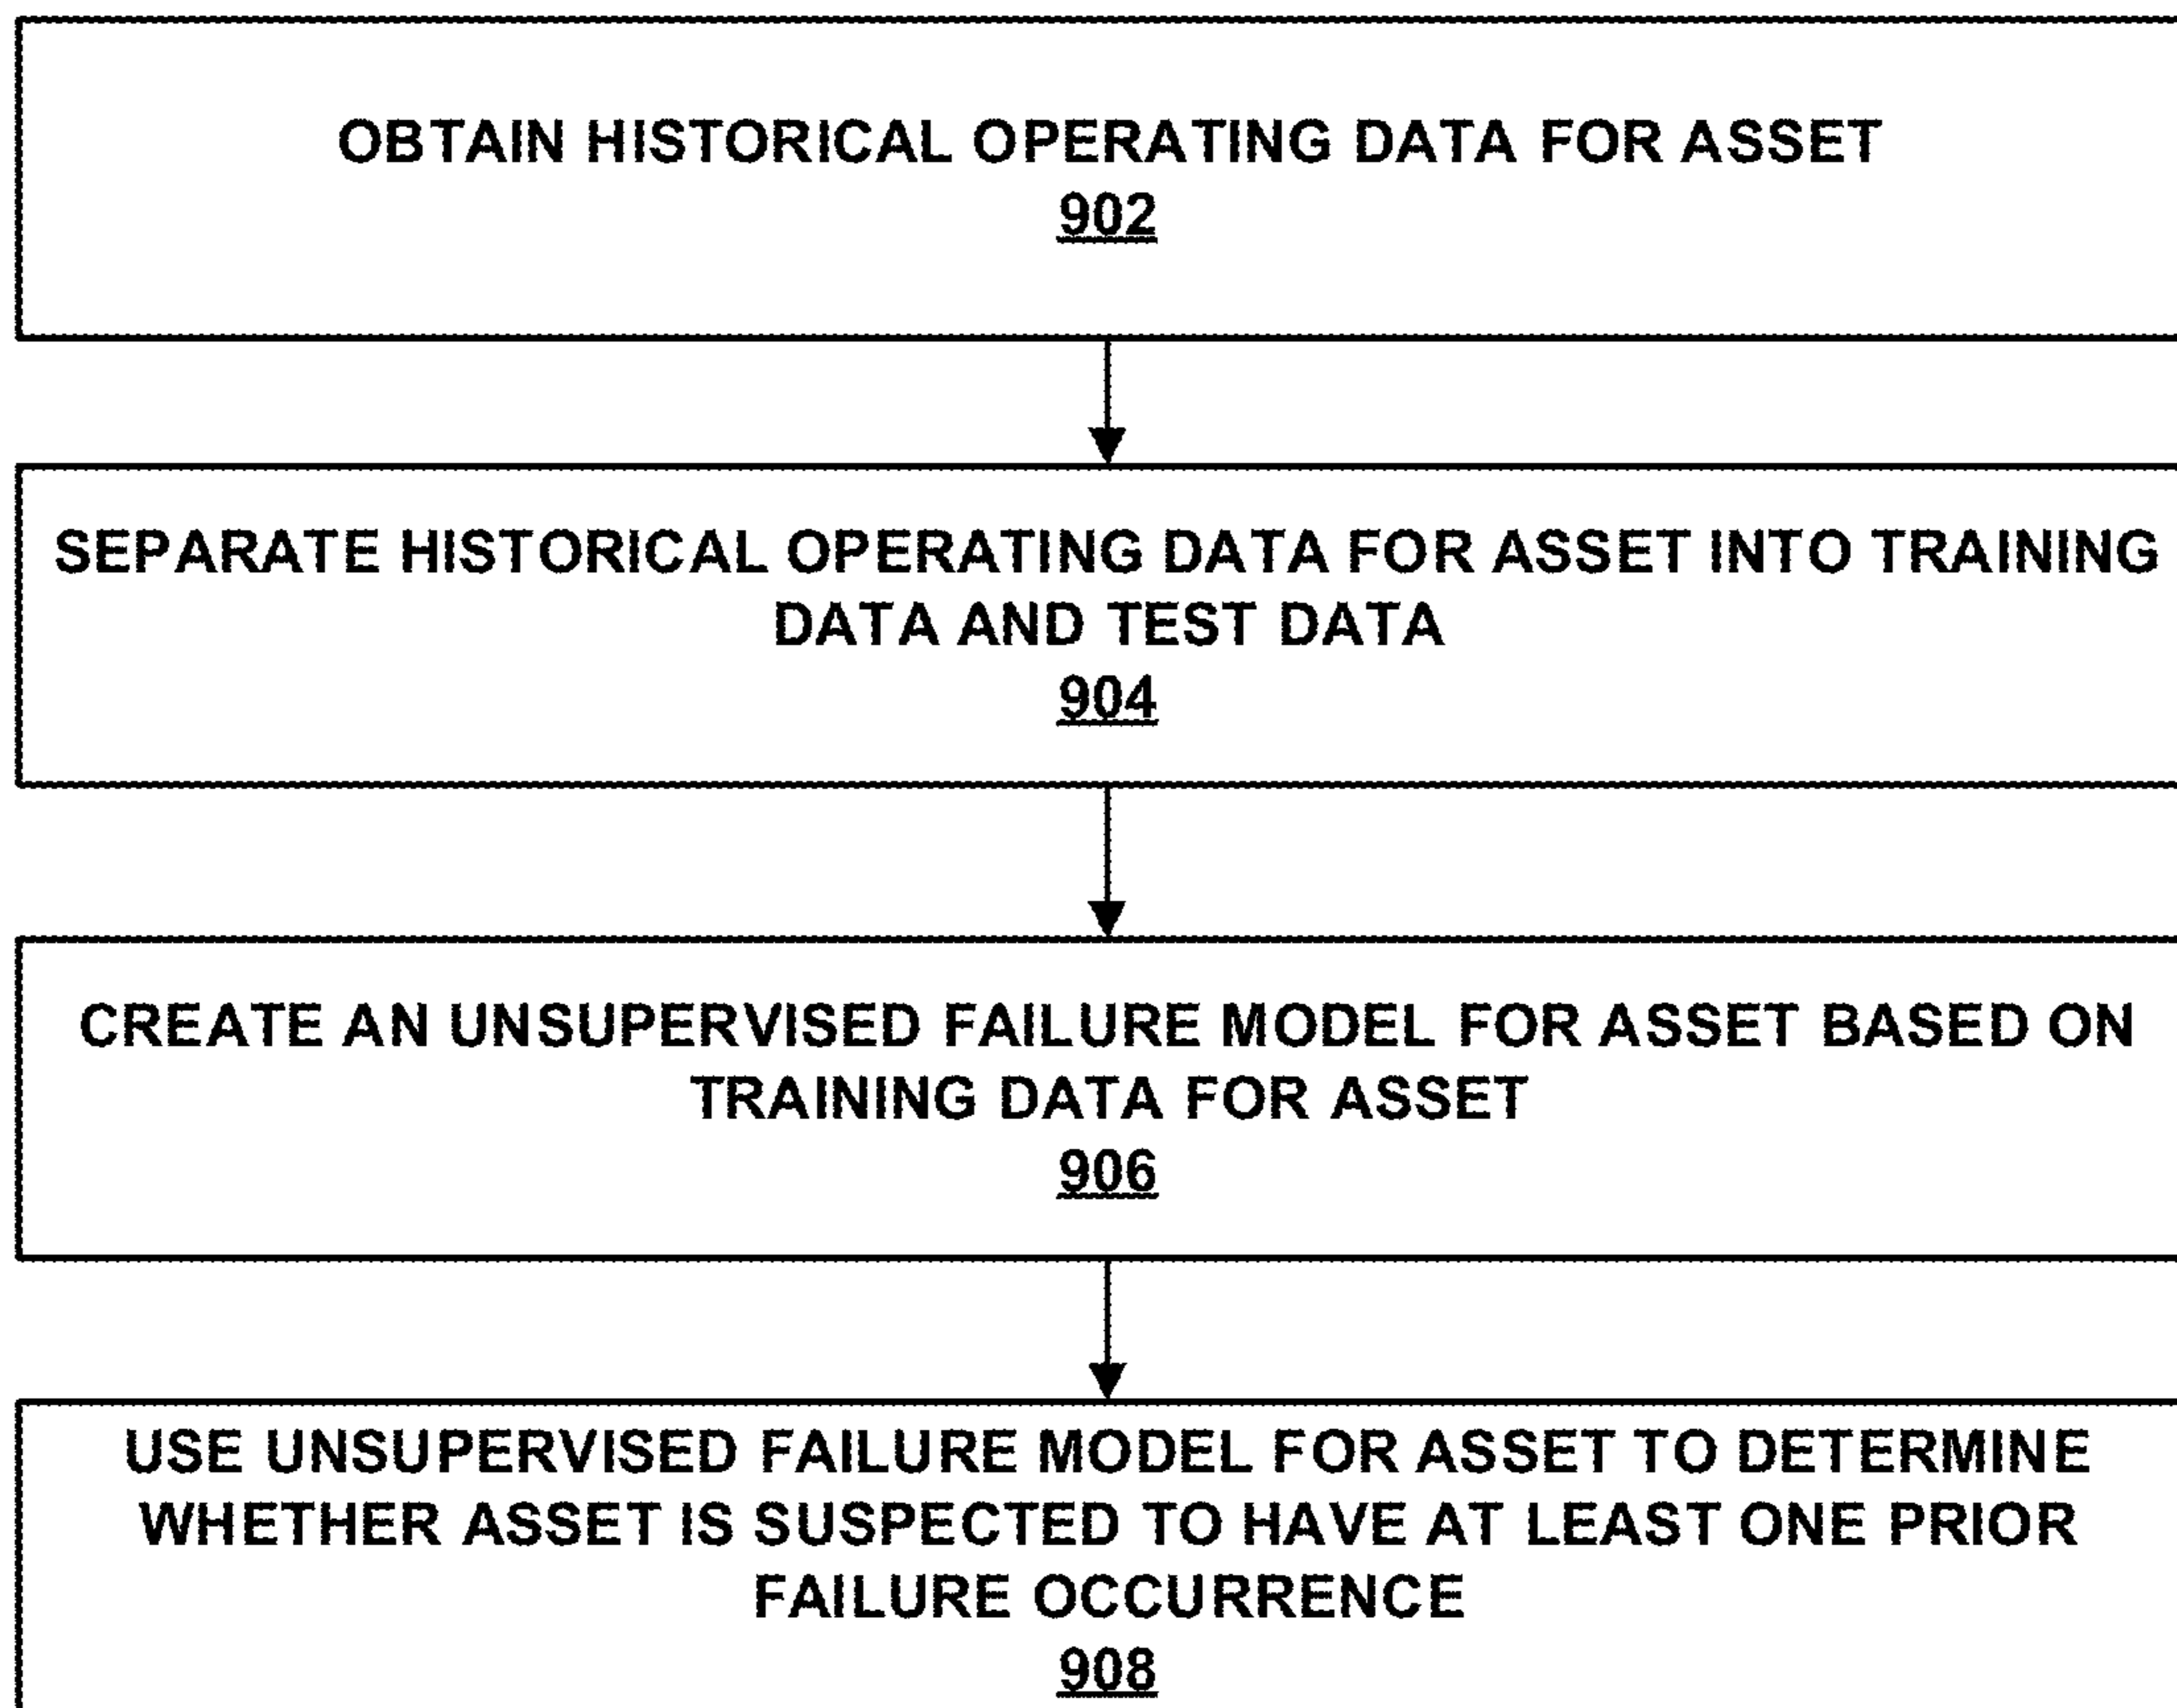 OBTAIN HISTORICAL OPERATING DATA FOR ASSET
902
SEPARATE HISTORICAL OPERATING DATA FOR ASSET INTO TRAINING
DATA AND TEST DATA
904
CREATE AN UNSUPERVISED FAILURE MODEL FOR ASSET BASED ON
TRAINING DATA FOR ASSET
906
USE UNSUPERVISED FAILURE MODEL FOR ASSET TO DETERMINE
WHETHER ASSET IS SUSPECTED TO HAVE AT LEAST ONE PRIOR
FAILURE OCCURRENCE
908